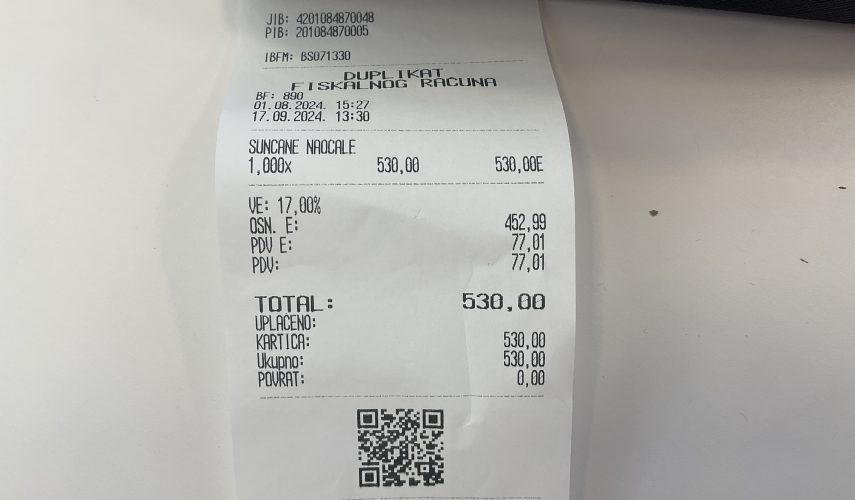 JIB: 4201084870048
PIB: 201084870005
IBFM: BS071330
DUPLIKAT
FISKALNOG RACUNA
BF: 890
01.08.2024. 15:27
17.09.2024. 13:30
SUNCANE NAOCALE
1,000x 530,00 530,00E
VE: 17,00%
OSN. E: 452,99
PDV E: 77,01
PDV: 77,01
TOTAL: 530,00
UPLACENO:
KARTICA: 530,00
Ukupno: 530,00
POVRAT: 0,00